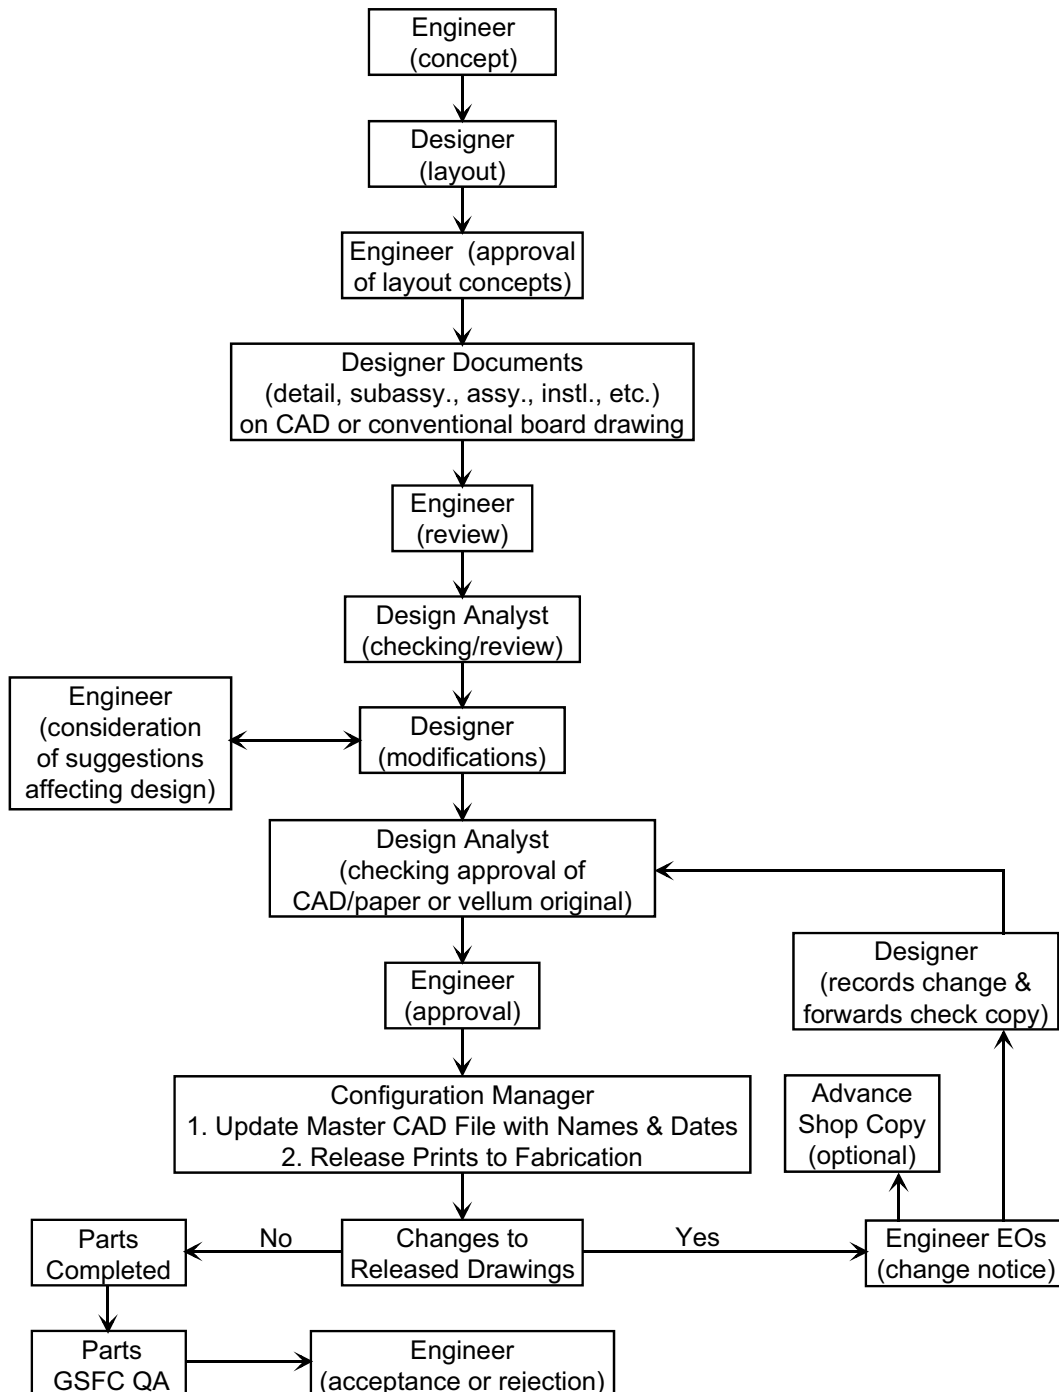 Engineer
(concept)
Designer
(layout)
Engineer (approval
of layout concepts)
Designer Documents
(detail, subassy., assy., instl., etc.)
on CAD or conventional board drawing
Engineer
(review)
Design Analyst
(checking/review)
Engineer
(consideration
of suggestions
affecting design)
Designer
(modifications)
Design Analyst
(checking approval of
CAD/paper or vellum original)
Designer
(records change &
forwards check copy)
Engineer
(approval)
Configuration Manager
1. Update Master CAD File with Names & Dates
2. Release Prints to Fabrication
Advance
Shop Copy
(optional)
Parts
Completed
No
Changes to
Released Drawings
Yes
Engineer EOs
(change notice)
Parts
GSFC QA
Engineer
(acceptance or rejection)